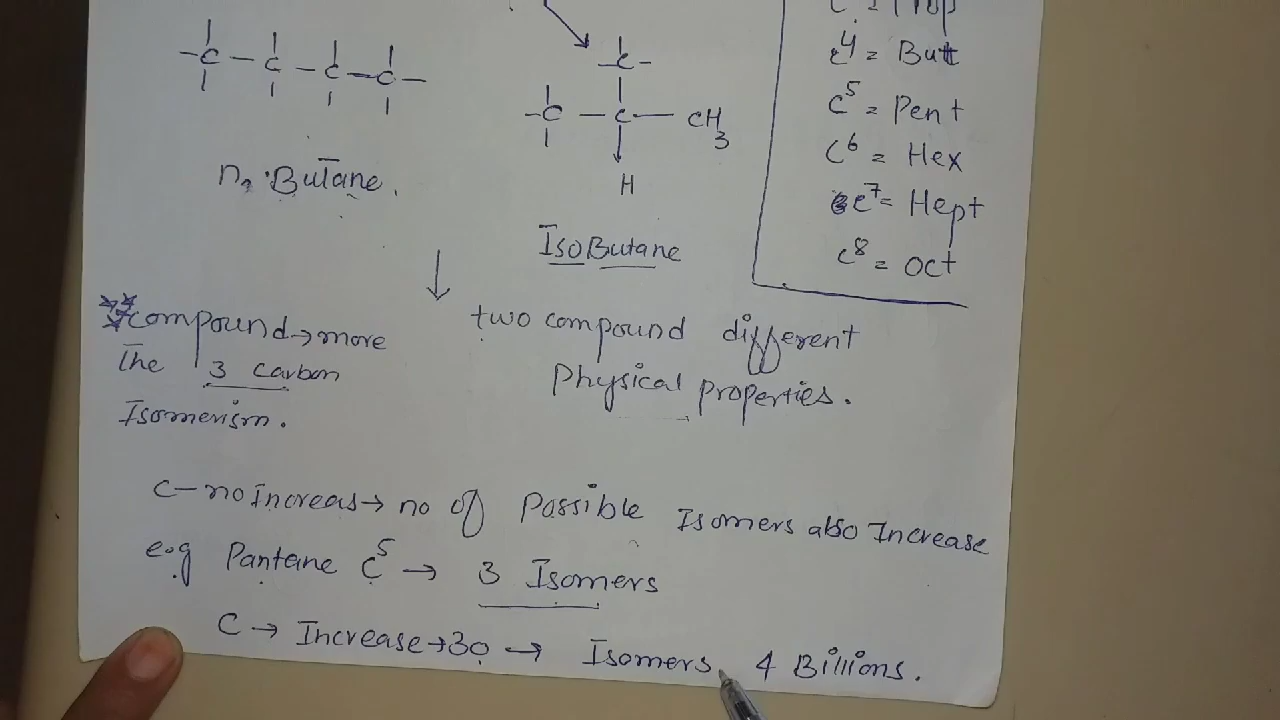 C - C - C - C
C
C - C - CH3
H
n, Butane.
IsoButane
C4 = Butt
C5 = Pent
C6 = Hex
C7 = Hept
C8 = Oct
compound → more
the 3 carbon
Isomerism.
two compound different
Physical properties.
C - no Increas → no of Possible Isomers also Increase
e.g Pantane C5 → 3 Isomers
C → Increase → 30 → Isomers 4 Billions.